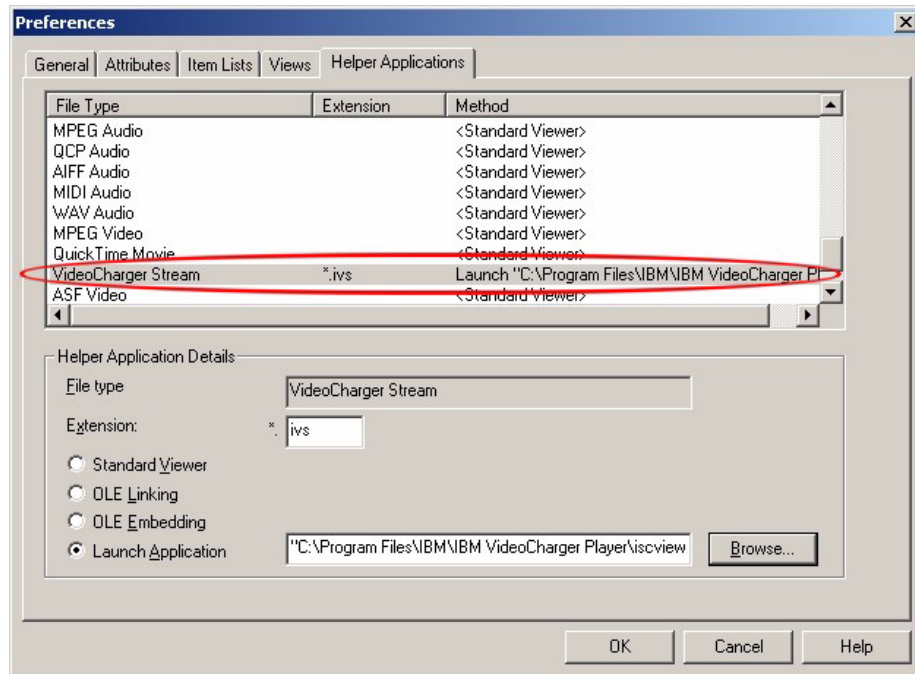 Preferences
General Attributes Item Lists Views Helper Applications
File Type Extension Method
MPEG Audio <Standard Viewer>
QCP Audio <Standard Viewer>
AIFF Audio <Standard Viewer>
MIDI Audio <Standard Viewer>
WAV Audio <Standard Viewer>
MPEG Video <Standard Viewer>
QuickTime Movie <Standard Viewer>
VideoCharger Stream *.ivs Launch "C:\Program Files\IBM\IBM VideoCharger Pl
ASF Video <Standard Viewer>
Helper Application Details
File type VideoCharger Stream
Extension: *. ivs
Standard Viewer
OLE Linking
OLE Embedding
Launch Application "C:\Program Files\IBM\IBM VideoCharger Player\iscview Browse...
OK Cancel Help